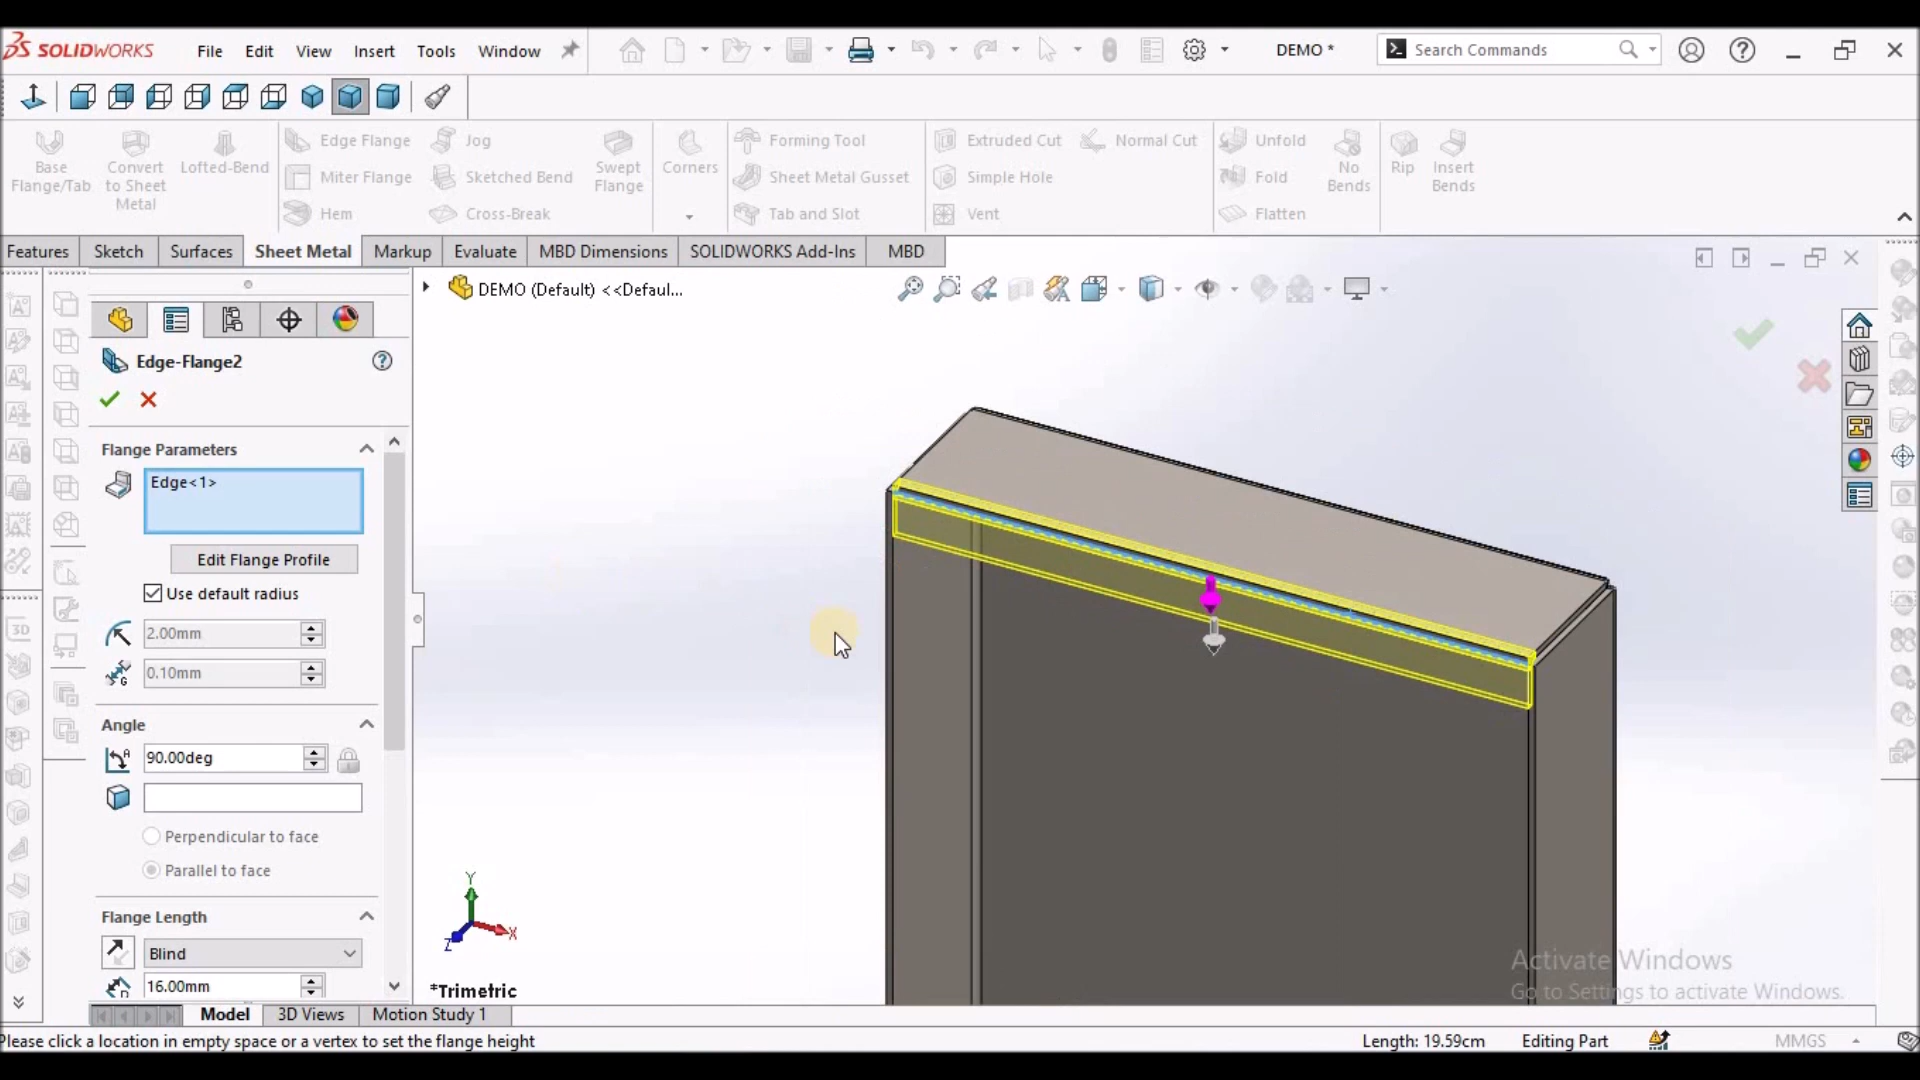 SOLIDWORKS
File Edit View Insert Tools Window
DEMO *
Search Commands
Base Flange/Tab
Convert to Sheet Metal
Lofted-Bend
Edge Flange
Miter Flange
Hem
Jog
Sketched Bend
Cross-Break
Swept Flange
Corners
Forming Tool
Sheet Metal Gusset
Tab and Slot
Extruded Cut
Simple Hole
Vent
Normal Cut
Unfold
Fold
Flatten
No Bends
Rip
Insert Bends
Features Sketch Surfaces Sheet Metal Markup Evaluate MBD Dimensions SOLIDWORKS Add-Ins MBD
DEMO (Default) <<Defaul...
Edge-Flange2
Flange Parameters
Edge<1>
Edit Flange Profile
Use default radius
2.00mm
G
0.10mm
Angle
90.00deg
Perpendicular to face
Parallel to face
Flange Length
Blind
16.00mm
3D
Y
X
Z
*Trimetric
Activate Windows
Go to Settings to activate Windows.
Model 3D Views Motion Study 1
Please click a location in empty space or a vertex to set the flange height
Length: 19.59cm Editing Part MMGS